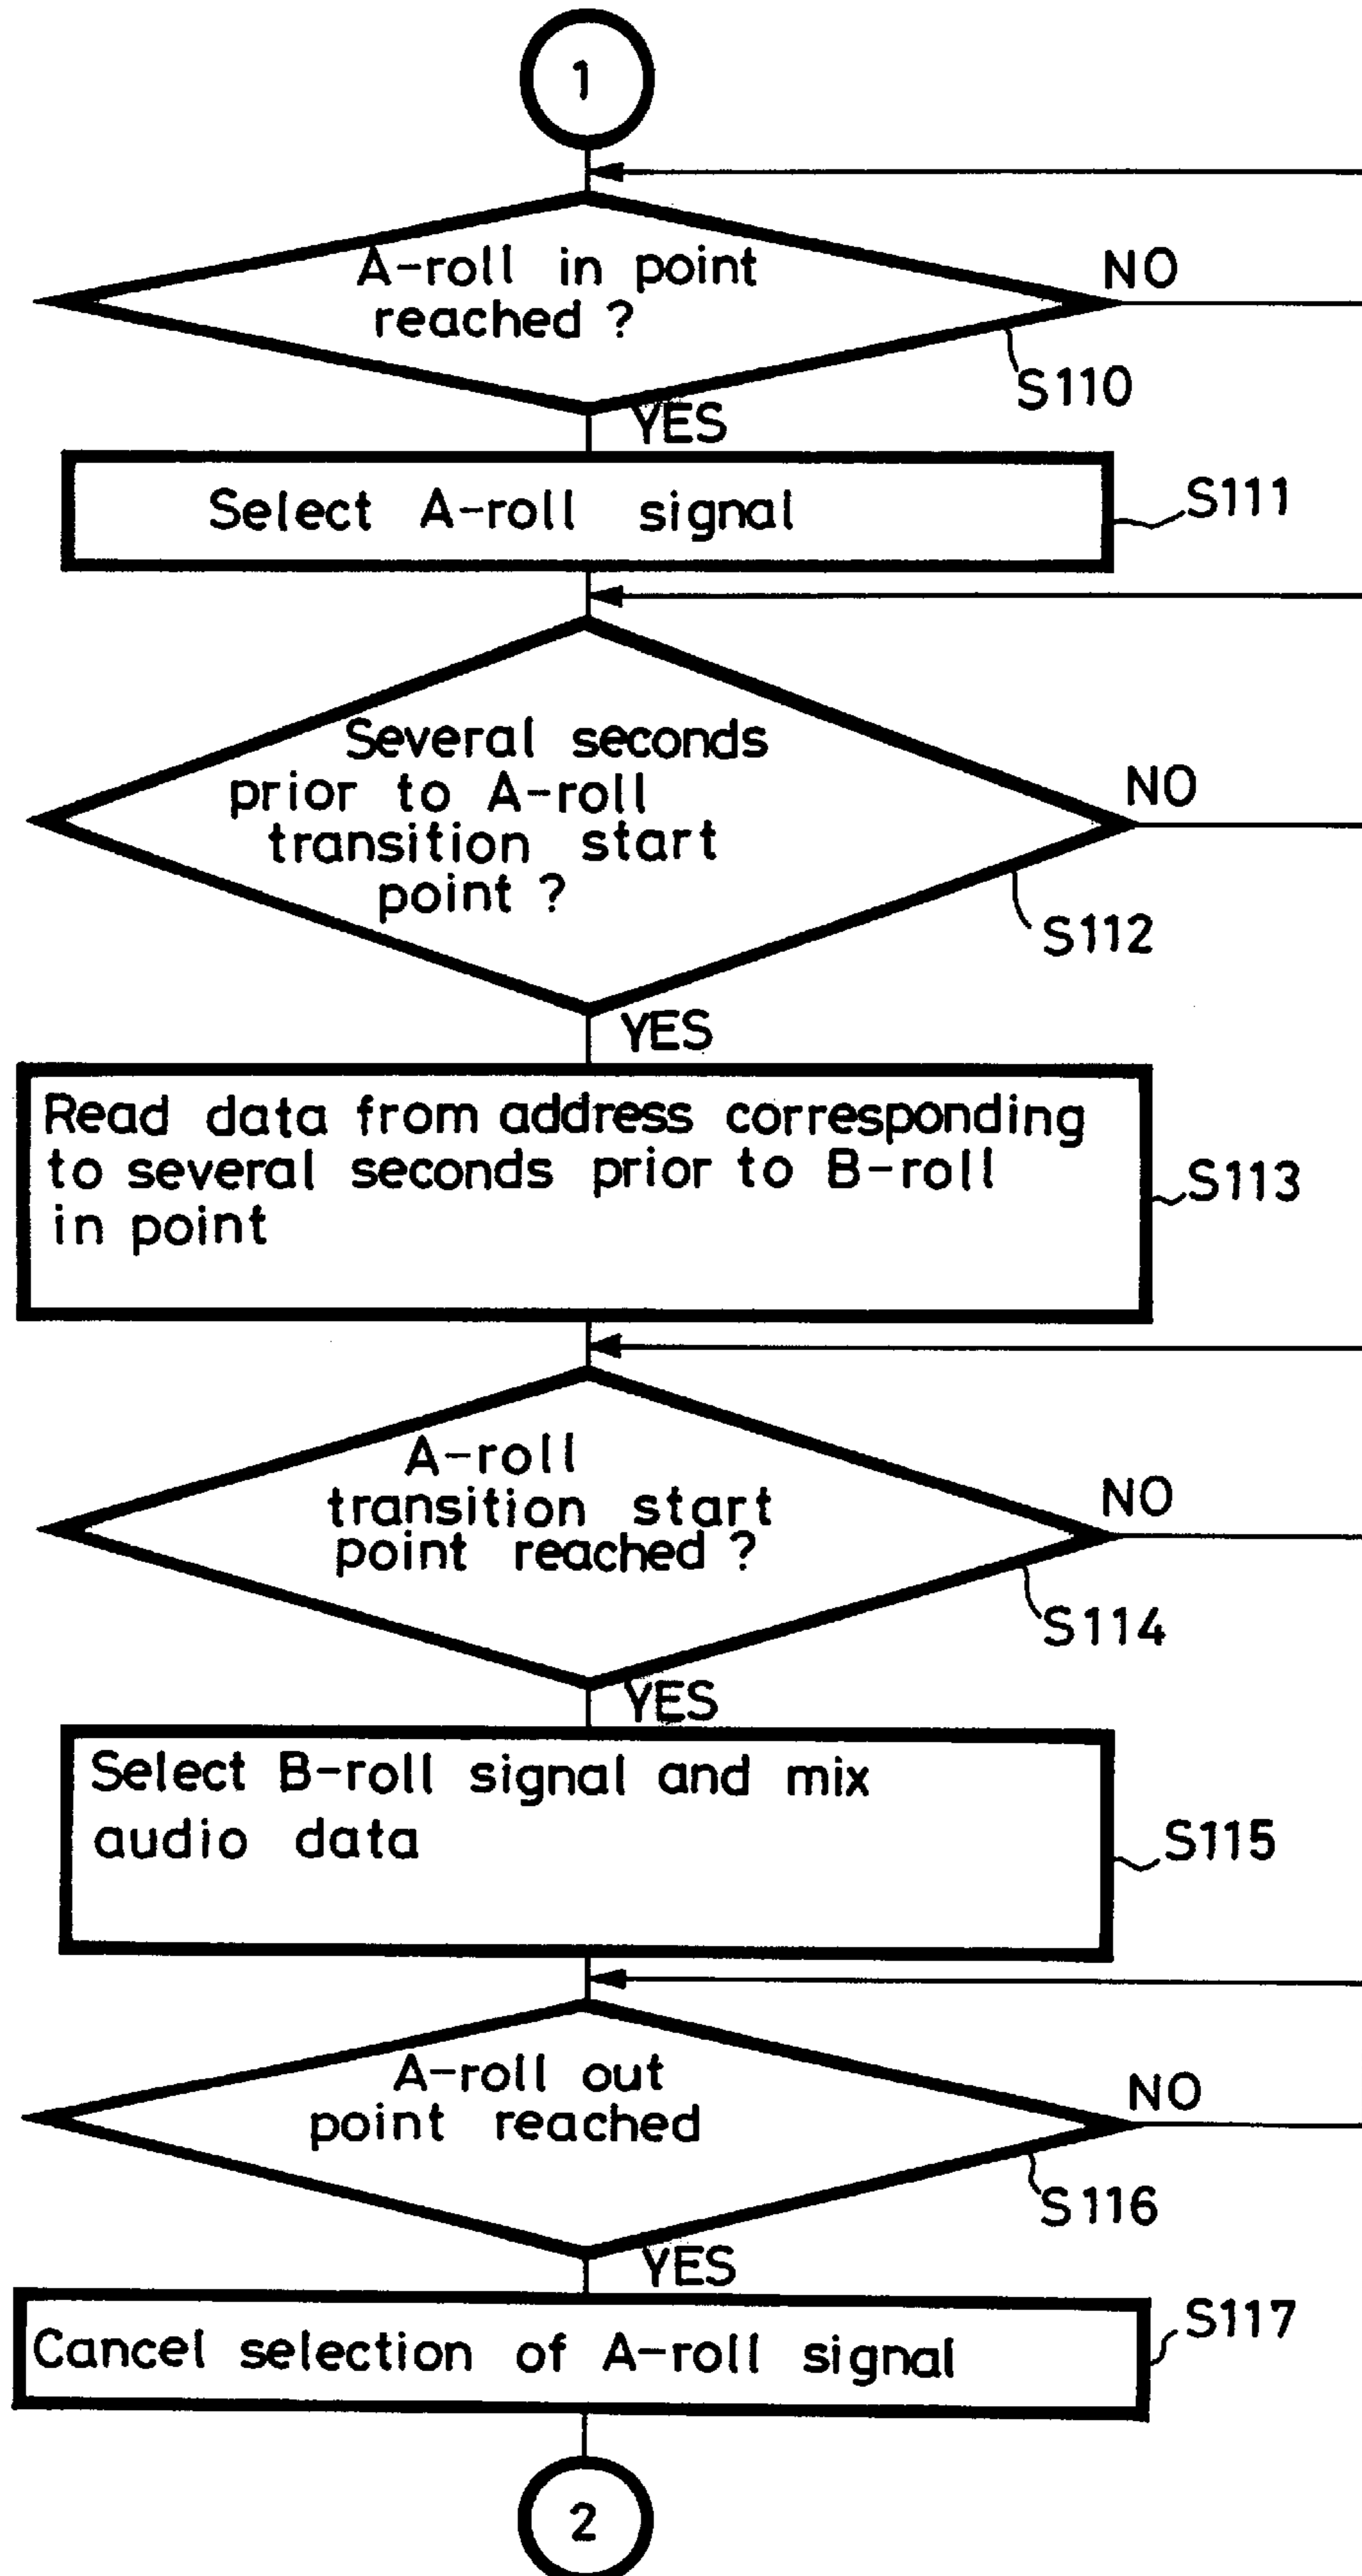 1
A-roll in point
reached ?
NO
S110
YES
Select A-roll signal
S111
Several seconds
prior to A-roll
transition start
point ?
NO
S112
YES
Read data from address corresponding
to several seconds prior to B-roll
in point
S113
A-roll
transition start
point reached ?
NO
S114
YES
Select B-roll signal and mix
audio data
S115
A-roll out
point reached
NO
S116
YES
Cancel selection of A-roll signal
S117
2